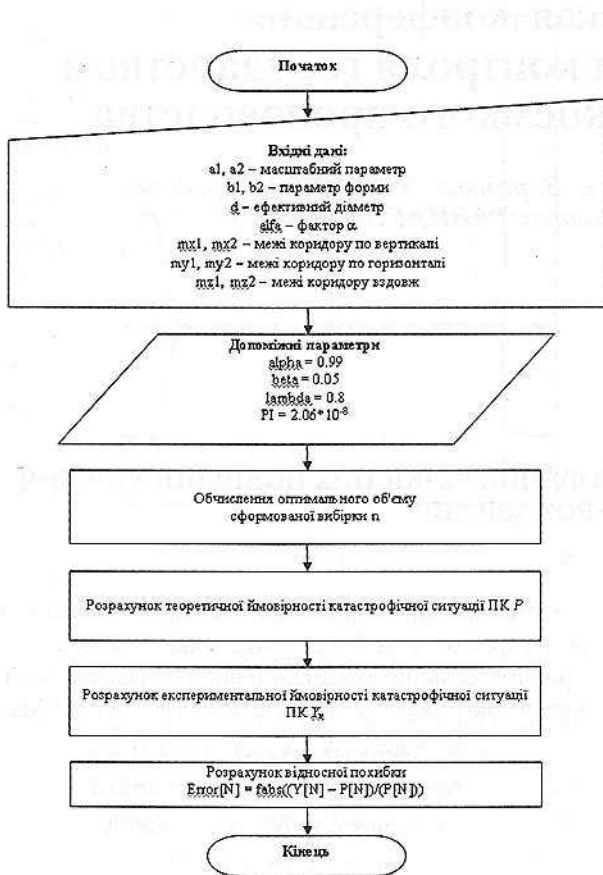 Початок
Вхідні дані:
a1, a2 – масштабний параметр
b1, b2 – параметр форми
d – ефективний діаметр
alfa – фактор α
mx1, mx2 – межі коридору по вертикалі
my1, my2 – межі коридору по горизонталі
mz1, mz2 – межі коридору вздовж
Допоміжні параметри
alpha = 0.99
beta = 0.05
lambda = 0.8
PI = 2.06*10⁻⁸
Обчислення оптимального об'єму
сформованої вибірки n
Розрахунок теоретичної ймовірності катастрофічної ситуації ПК P
Розрахунок експериментальної ймовірності катастрофічної ситуації
ПК
Розрахунок відносної похибки
Error[N] = fabs((Y[N] – P[N])/(P[N]))
Кінець